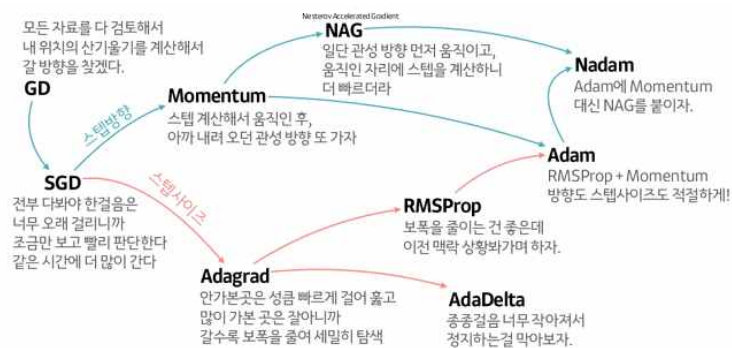 모든 자료를 다 검토해서
내 위치의 산기울기를 계산해서
갈 방향을 찾겠다.
GD
Nesterov Accelerated Gradient
NAG
일단 관성 방향 먼저 움직이고,
움직인 자리에 스텝을 계산하니
더 빠르더라
Nadam
Adam에 Momentum
대신 NAG를 붙이자.
Momentum
스텝 계산해서 움직인 후,
아까 내려 오던 관성 방향 또 가자
스텝방향
Adam
RMSProp + Momentum
방향도 스텝사이즈도 적절하게!
SGD
전부 다봐야 한걸음은
너무 오래 걸리니까
조금만 보고 빨리 판단한다
같은 시간에 더 많이 간다
스텝사이즈
RMSProp
보폭을 줄이는 건 좋은데
이전 맥락 상황봐가며 하자.
Adagrad
안가본곳은 성큼 빠르게 걸어 훓고
많이 가본 곳은 잘아니까
갈수록 보폭을 줄여 세밀히 탐색
AdaDelta
종종걸음 너무 작아져서
정지하는걸 막아보자.